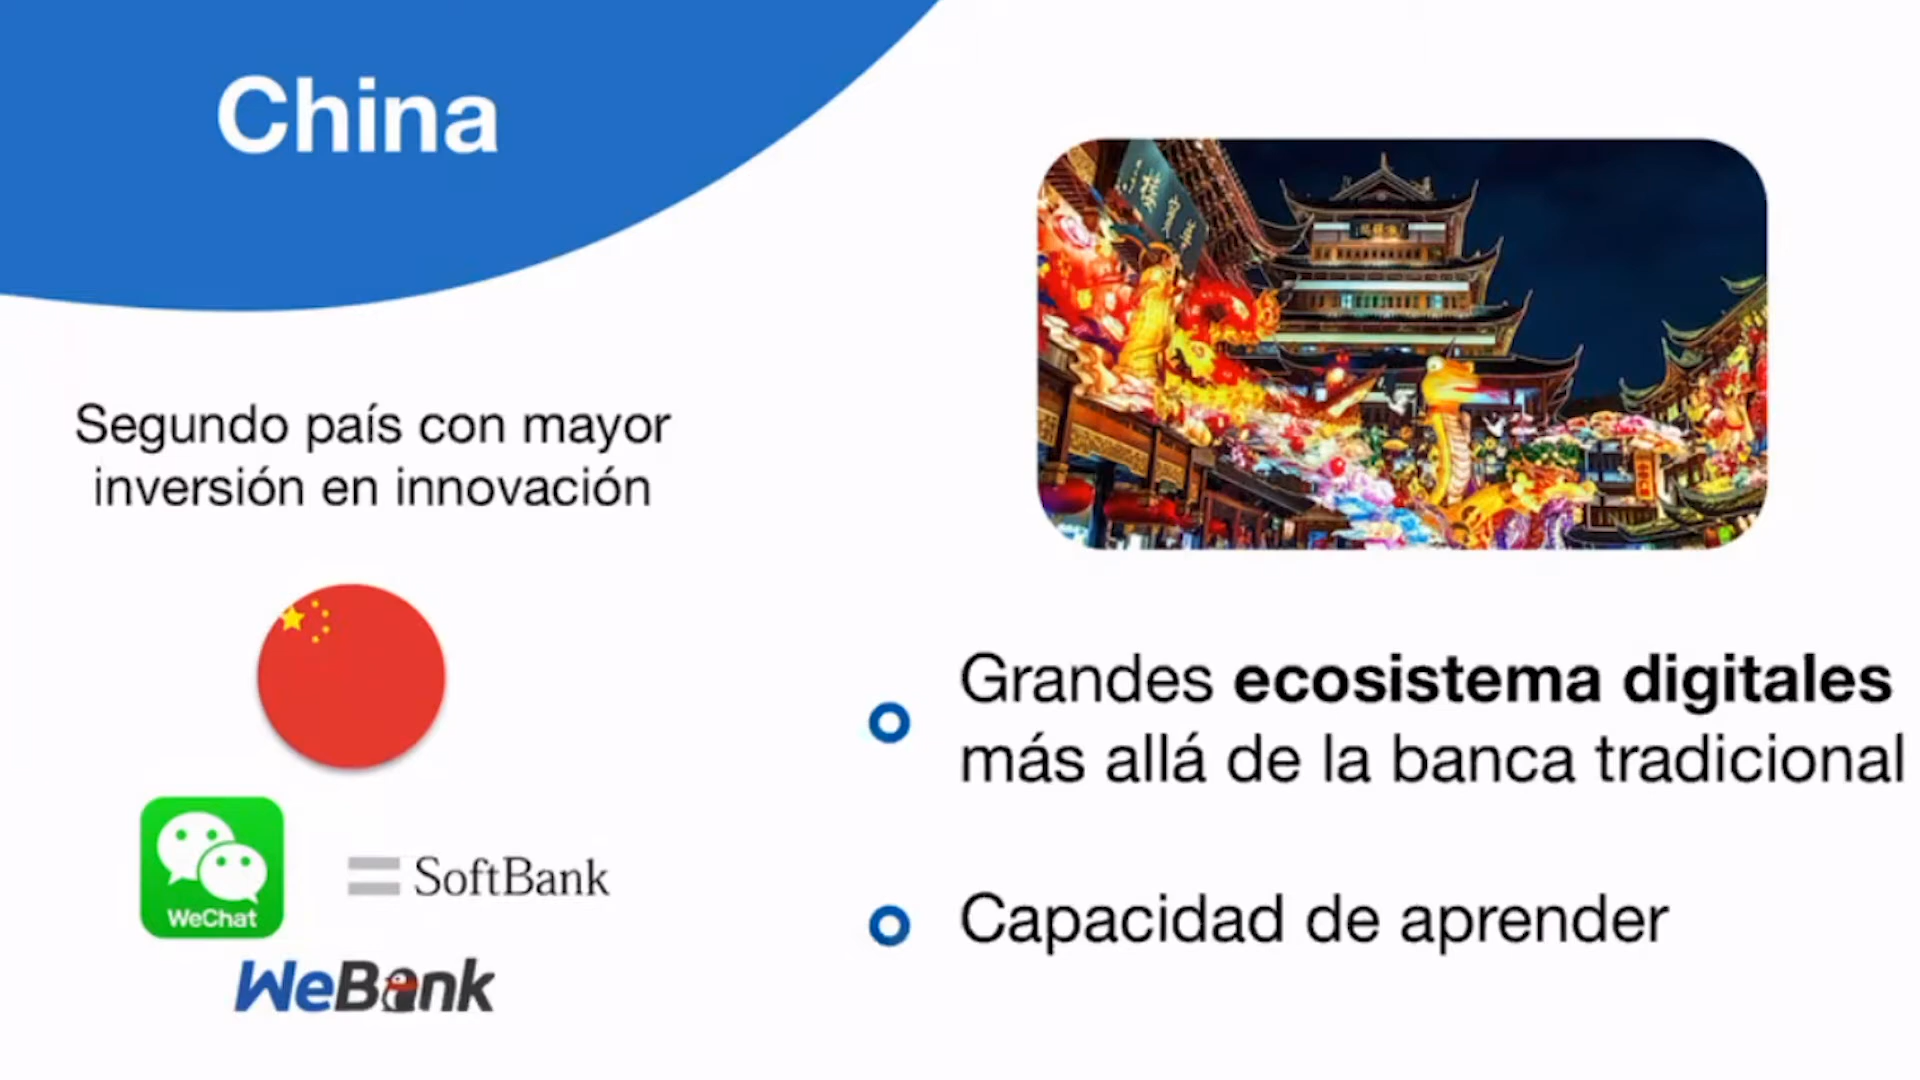 China
Segundo país con mayor
inversión en innovación
WeChat
SoftBank
WeBank
Grandes ecosistema digitales
más allá de la banca tradicional
Capacidad de aprender